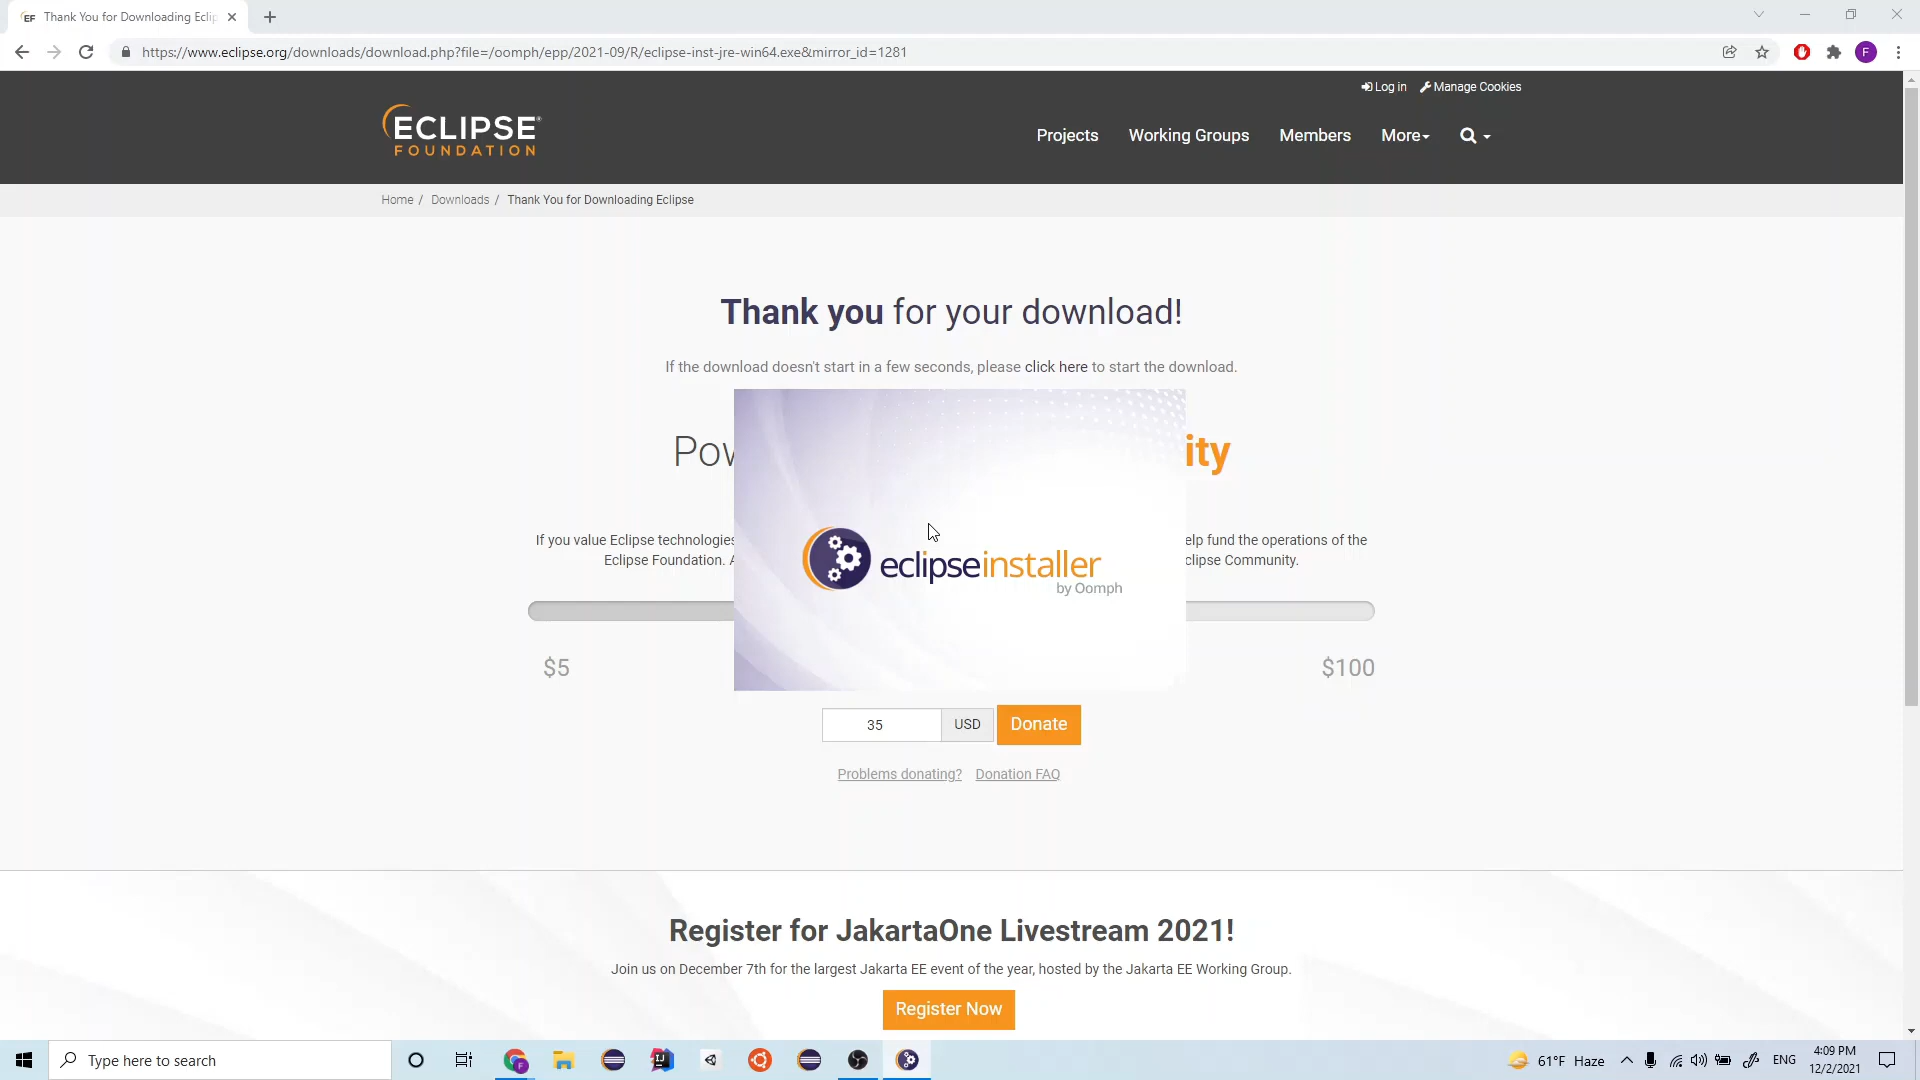 Thank You for Downloading Eclip
https://www.eclipse.org/downloads/download.php?file=/oomph/epp/2021-09/R/eclipse-inst-jre-win64.exe&mirror_id=1281
F
Log in Manage Cookies
ECLIPSE®
FOUNDATION
Projects Working Groups Members More
Home / Downloads / Thank You for Downloading Eclipse
Thank you for your download!
If the download doesn't start in a few seconds, please click here to start the download.
Pow ity
If you value Eclipse technologies elp fund the operations of the
Eclipse Foundation. A clipse Community.
eclipseinstaller
by Oomph
$5 $100
35 USD Donate
Problems donating? Donation FAQ
Register for JakartaOne Livestream 2021!
Join us on December 7th for the largest Jakarta EE event of the year, hosted by the Jakarta EE Working Group.
Register Now
Type here to search
61°F Haze
ENG
4:09 PM
12/2/2021